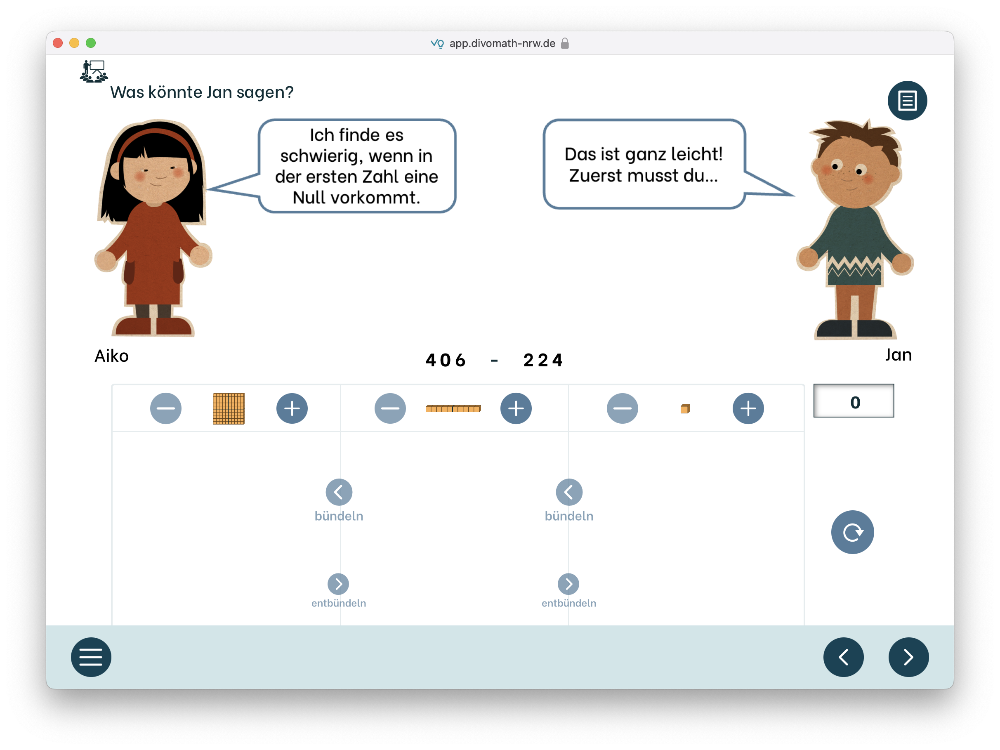 app.divomath-nrw.de
Was könnte Jan sagen?
Ich finde es
schwierig, wenn in
der ersten Zahl eine
Null vorkommt.
Das ist ganz leicht!
Zuerst musst du...
Aiko
406 - 224
Jan
0
bündeln
bündeln
entbündeln
entbündeln